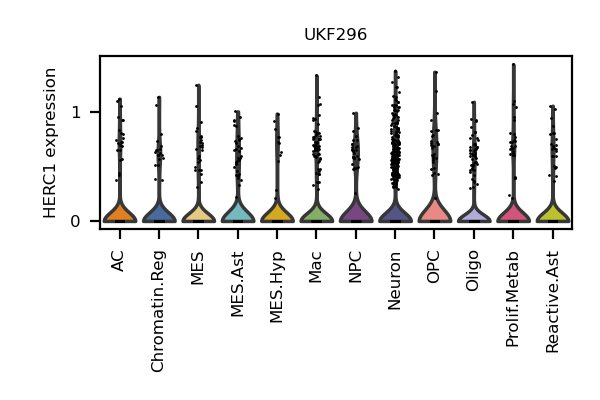 UKF296
HERC1 expression
1
0
AC
Chromatin.Reg
MES
MES.Ast
MES.Hyp
Mac
NPC
Neuron
OPC
Oligo
Prolif.Metab
Reactive.Ast